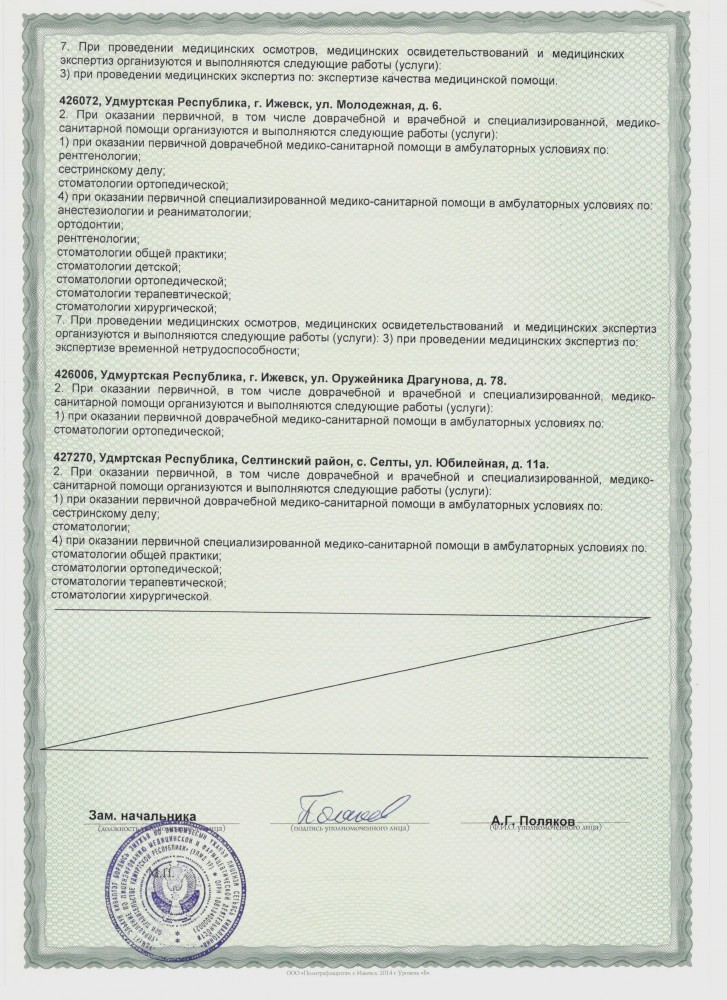 7. При проведении медицинских осмотров, медицинских освидетельствований и медицинских
экспертиз организуются и выполняются следующие работы (услуги):
3) при проведении медицинских экспертиз по: экспертизе качества медицинской помощи.
426072, Удмуртская Республика, г. Ижевск, ул. Молодежная, д. 6.
2. При оказании первичной, в том числе доврачебной и врачебной и специализированной, медико-
санитарной помощи организуются и выполняются следующие работы (услуги):
1) при оказании первичной доврачебной медико-санитарной помощи в амбулаторных условиях по:
рентгенологии;
сестринскому делу;
стоматологии ортопедической;
4) при оказании первичной специализированной медико-санитарной помощи в амбулаторных условиях по:
анестезиологии и реаниматологии;
ортодонтии;
рентгенологии;
стоматологии общей практики;
стоматологии детской;
стоматологии ортопедической;
стоматологии терапевтической;
стоматологии хирургической;
7. При проведении медицинских осмотров, медицинских освидетельствований и медицинских экспертиз
организуются и выполняются следующие работы (услуги): 3) при проведении медицинских экспертиз по:
экспертизе временной нетрудоспособности;
426006, Удмуртская Республика, г. Ижевск, ул. Оружейника Драгунова, д. 78.
2. При оказании первичной, в том числе доврачебной и врачебной и специализированной, медико-
санитарной помощи организуются и выполняются следующие работы (услуги):
1) при оказании первичной доврачебной медико-санитарной помощи в амбулаторных условиях по:
стоматологии ортопедической;
427270, Удмртская Республика, Селтинский район, с. Селты, ул. Юбилейная, д. 11а.
2. При оказании первичной, в том числе доврачебной и врачебной и специализированной, медико-
санитарной помощи организуются и выполняются следующие работы (услуги):
1) при оказании первичной доврачебной медико-санитарной помощи в амбулаторных условиях по:
сестринскому делу;
стоматологии;
4) при оказании первичной специализированной медико-санитарной помощи в амбулаторных условиях по:
стоматологии общей практики;
стоматологии ортопедической;
стоматологии терапевтической;
стоматологии хирургической.
Зам. начальника А.Г. Поляков
(должность уполномоченного лица) (подпись уполномоченного лица) (Ф.И.О. уполномоченного лица)
М.П.
ООО «Полиграфзащита», г. Ижевск, 2014 г. Уровень «Б».